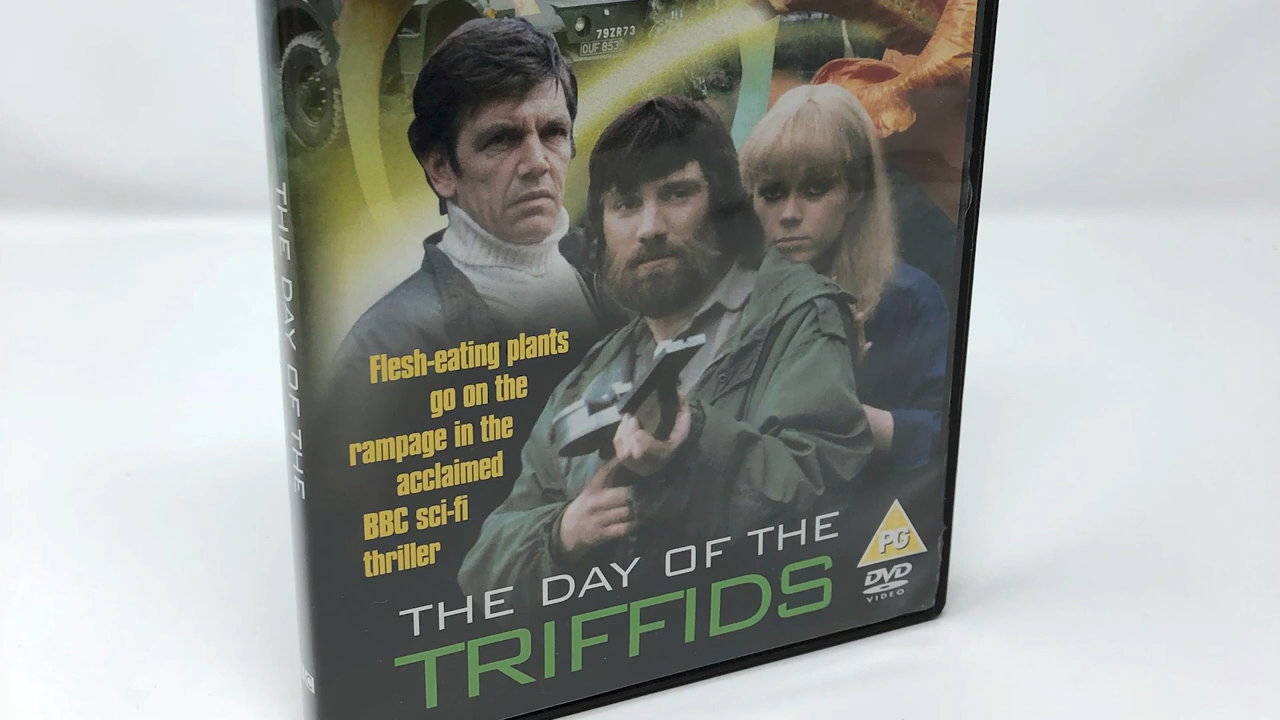 79ZR73
OUF 853
THE DAY OF THE
Flesh-eating plants
go on the
rampage in the
acclaimed
BBC sci-fi
thriller
THE DAY OF THE
TRIFFIDS
PG
DVD
VIDEO